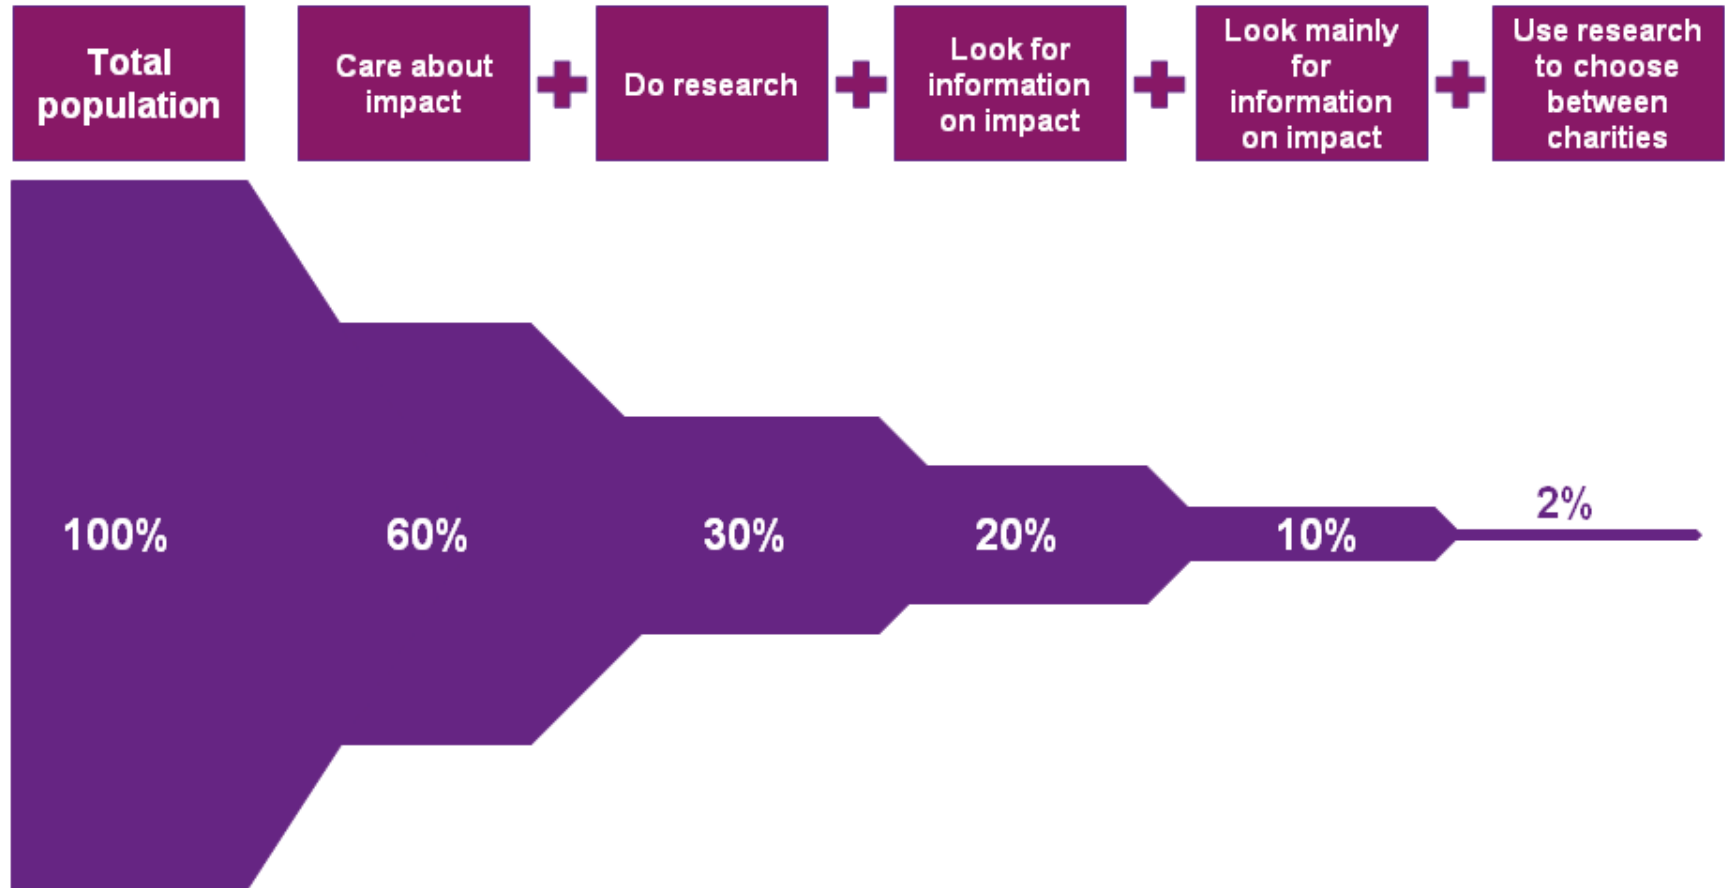 Total
population
Care about
impact
Do research
Look for
information
on impact
Look mainly
for
information
on impact
Use research
to choose
between
charities
100%
60%
30%
20%
10%
2%